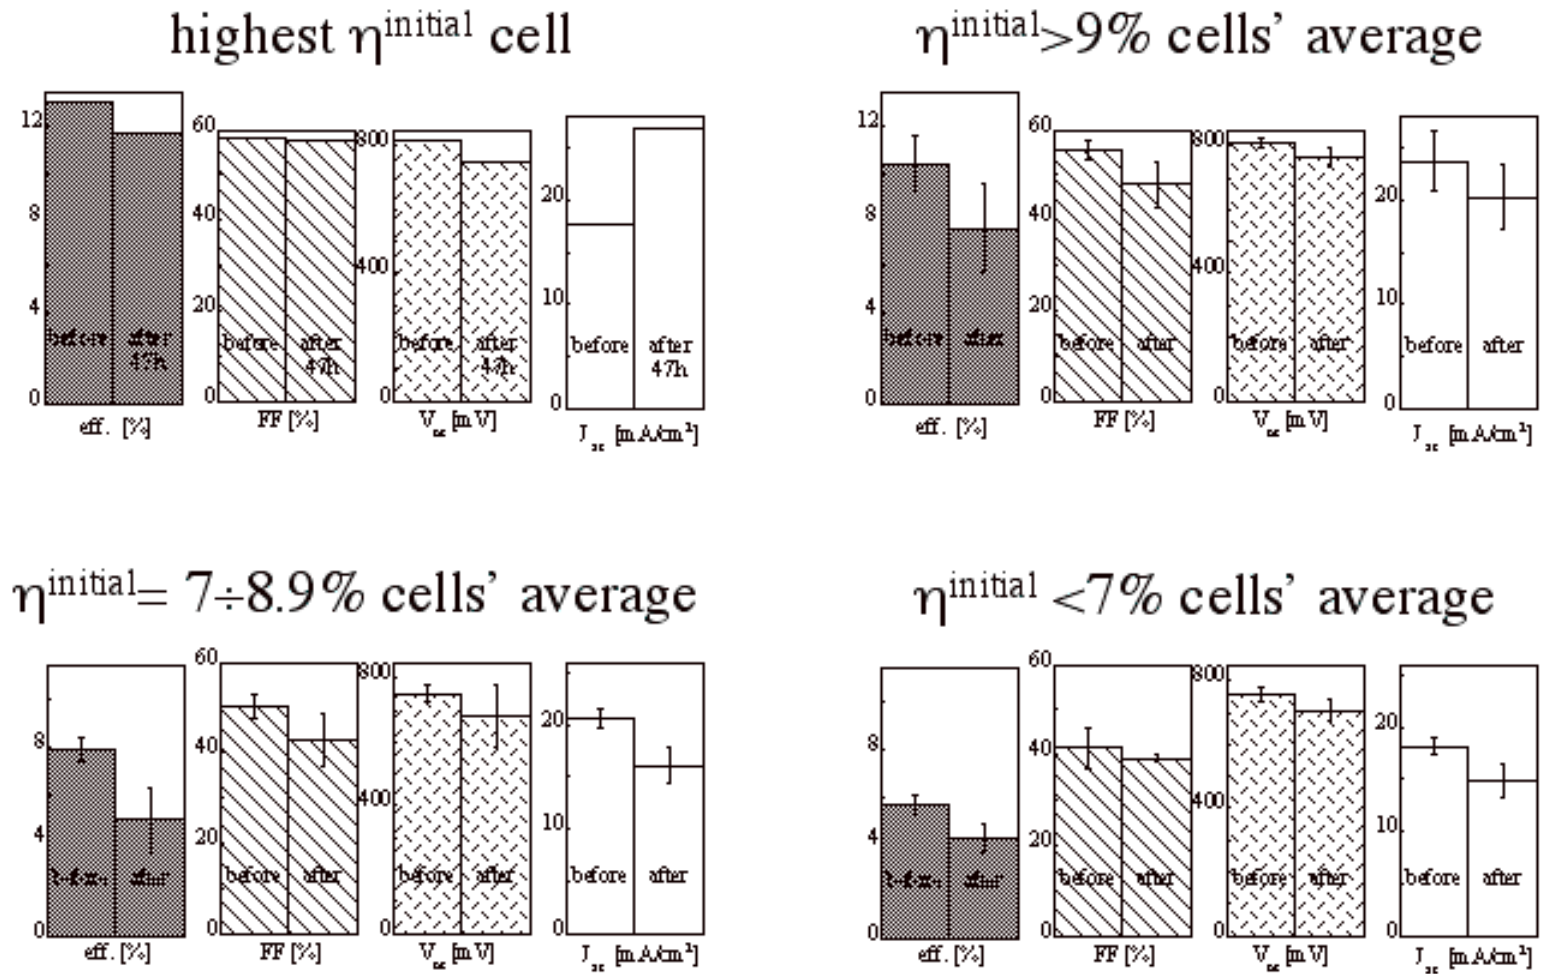 highest η^initial cell
12
8
4
0
before
after
47h
eff. [%]
60
40
20
0
before
after
47h
FF [%]
800
400
0
before
after
47h
V_oc [mV]
20
10
0
before
after
47h
J_sc [mA/cm²]
η^initial>9% cells' average
12
8
4
0
before
after
eff. [%]
60
40
20
0
before
after
FF [%]
800
400
0
before
after
V_oc [mV]
20
10
0
before
after
J_sc [mA/cm²]
η^initial= 7÷8.9% cells' average
8
4
0
before
after
eff. [%]
60
40
20
0
before
after
FF [%]
800
400
0
before
after
V_oc [mV]
20
10
0
before
after
J_sc [mA/cm²]
η^initial <7% cells' average
8
4
0
before
after
eff. [%]
60
40
20
0
before
after
FF [%]
800
400
0
before
after
V_oc [mV]
20
10
0
before
after
J_sc [mA/cm²]